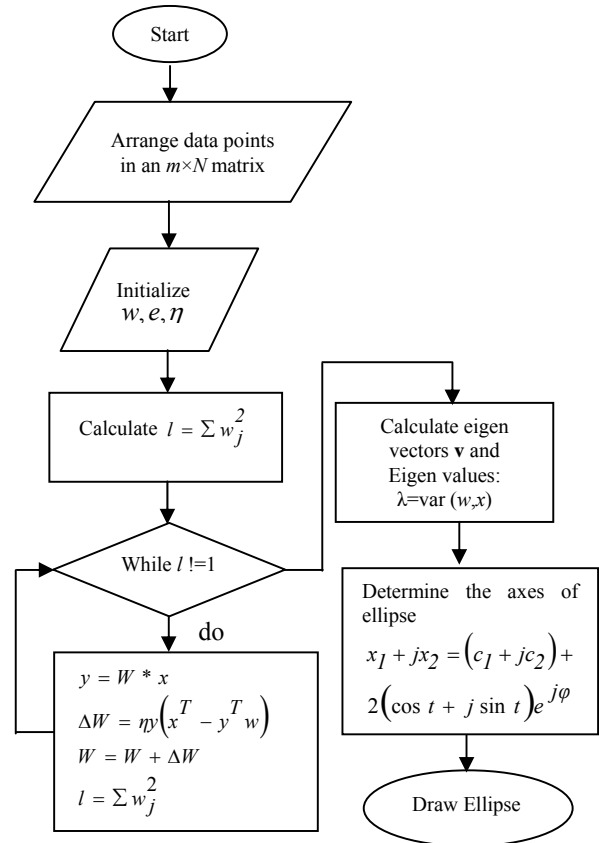 Start
Arrange data points
in an m×N matrix
Initialize
w, e, η
Calculate l = Σ w_j^2
While l !=1
do
y = W * x
ΔW = ηy(x^T − y^T w)
W = W + ΔW
l = Σ w_j^2
Calculate eigen
vectors v and
Eigen values:
λ=var (w,x)
Determine the axes of
ellipse
x_1 + jx_2 = (c_1 + jc_2) +
2(cos t + j sin t)e^{jφ}
Draw Ellipse